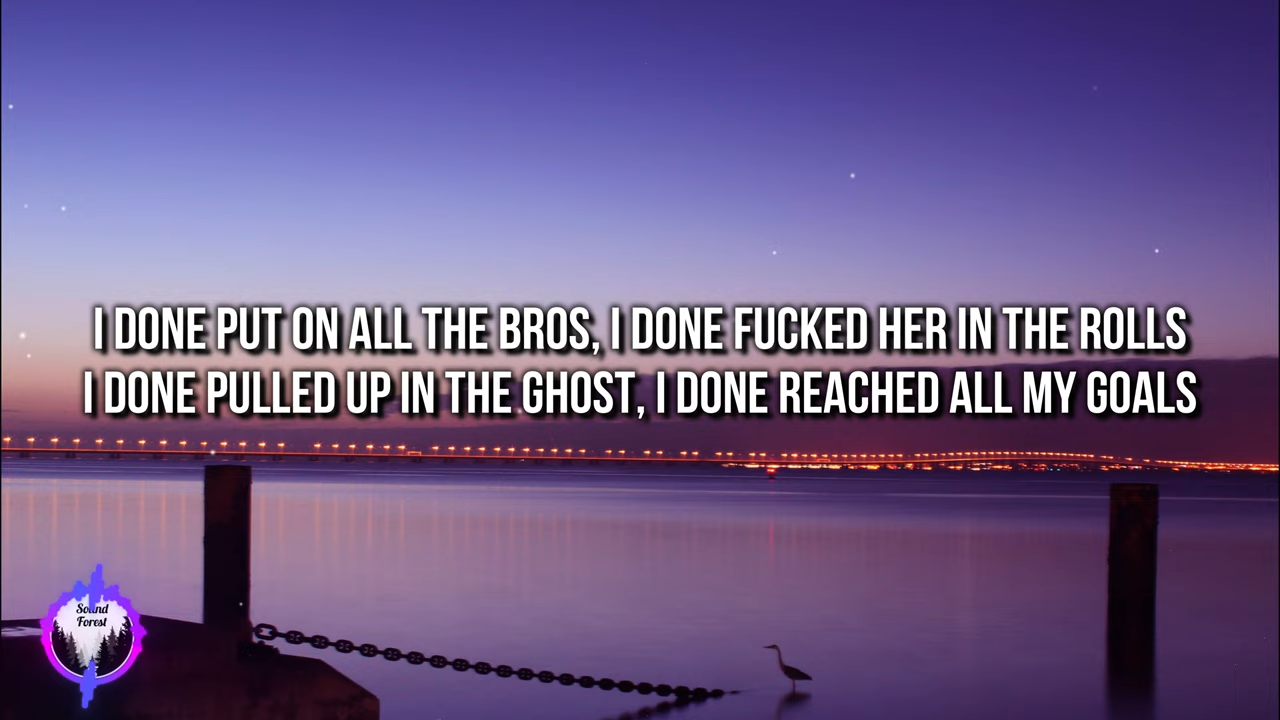 I DONE PUT ON ALL THE BROS, I DONE FUCKED HER IN THE ROLLS
I DONE PULLED UP IN THE GHOST, I DONE REACHED ALL MY GOALS
Sound
Forest